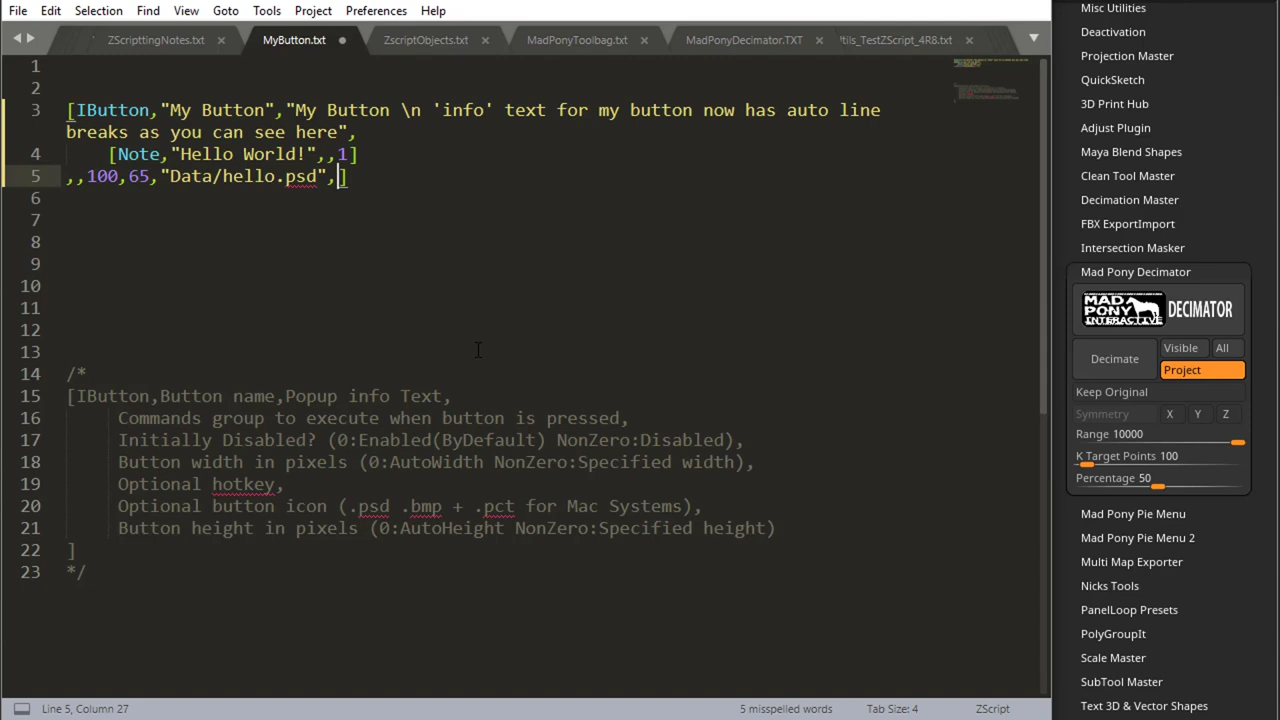 File Edit Selection Find View Goto Tools Project Preferences Help
ZScripttingNotes.txt MyButton.txt ZscriptObjects.txt MadPonyToolbag.txt MadPonyDecimator.TXT tils_TestZScript_4R8.txt
1
2
3 [IButton,"My Button","My Button \n 'info' text for my button now has auto line
breaks as you can see here",
4 [Note,"Hello World!",,1]
5 ,,100,65,"Data/hello.psd",]
6
7
8
9
10
11
12
13
14 /*
15 [IButton,Button name,Popup info Text,
16 Commands group to execute when button is pressed,
17 Initially Disabled? (0:Enabled(ByDefault) NonZero:Disabled),
18 Button width in pixels (0:AutoWidth NonZero:Specified width),
19 Optional hotkey,
20 Optional button icon (.psd .bmp + .pct for Mac Systems),
21 Button height in pixels (0:AutoHeight NonZero:Specified height)
22 ]
23 */
Line 5, Column 27 5 misspelled words Tab Size: 4 ZScript
Misc Utilities
Deactivation
Projection Master
QuickSketch
3D Print Hub
Adjust Plugin
Maya Blend Shapes
Clean Tool Master
Decimation Master
FBX ExportImport
Intersection Masker
Mad Pony Decimator
MAD PONY INTERACTIVE DECIMATOR
Decimate Visible All
Project
Keep Original
Symmetry X Y Z
Range 10000
K Target Points 100
Percentage 50
Mad Pony Pie Menu
Mad Pony Pie Menu 2
Multi Map Exporter
Nicks Tools
PanelLoop Presets
PolyGroupIt
Scale Master
SubTool Master
Text 3D & Vector Shapes